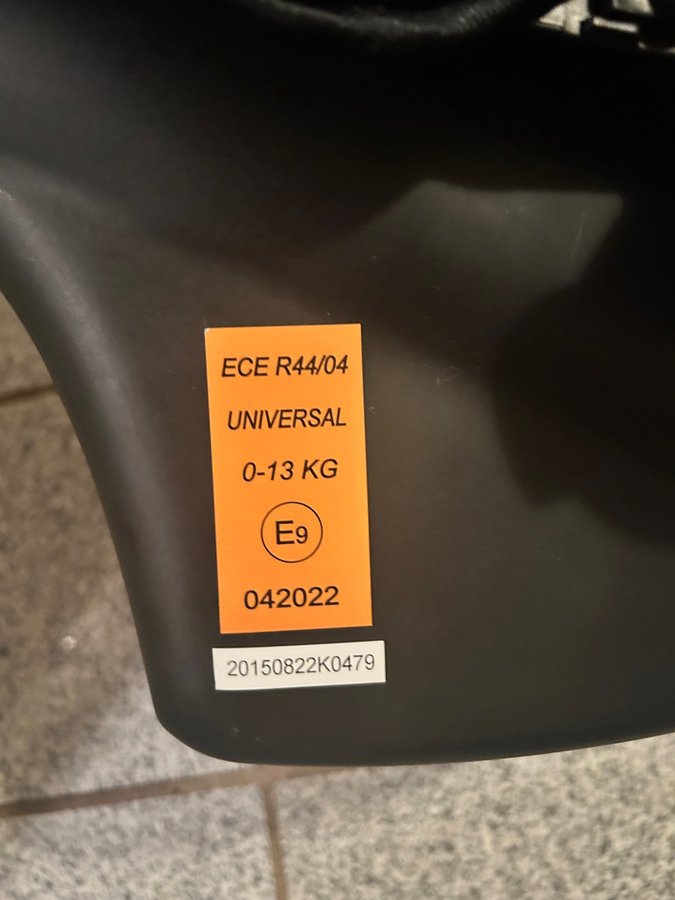 ECE R44/04
UNIVERSAL
0-13 KG
E9
042022
20150822K0479